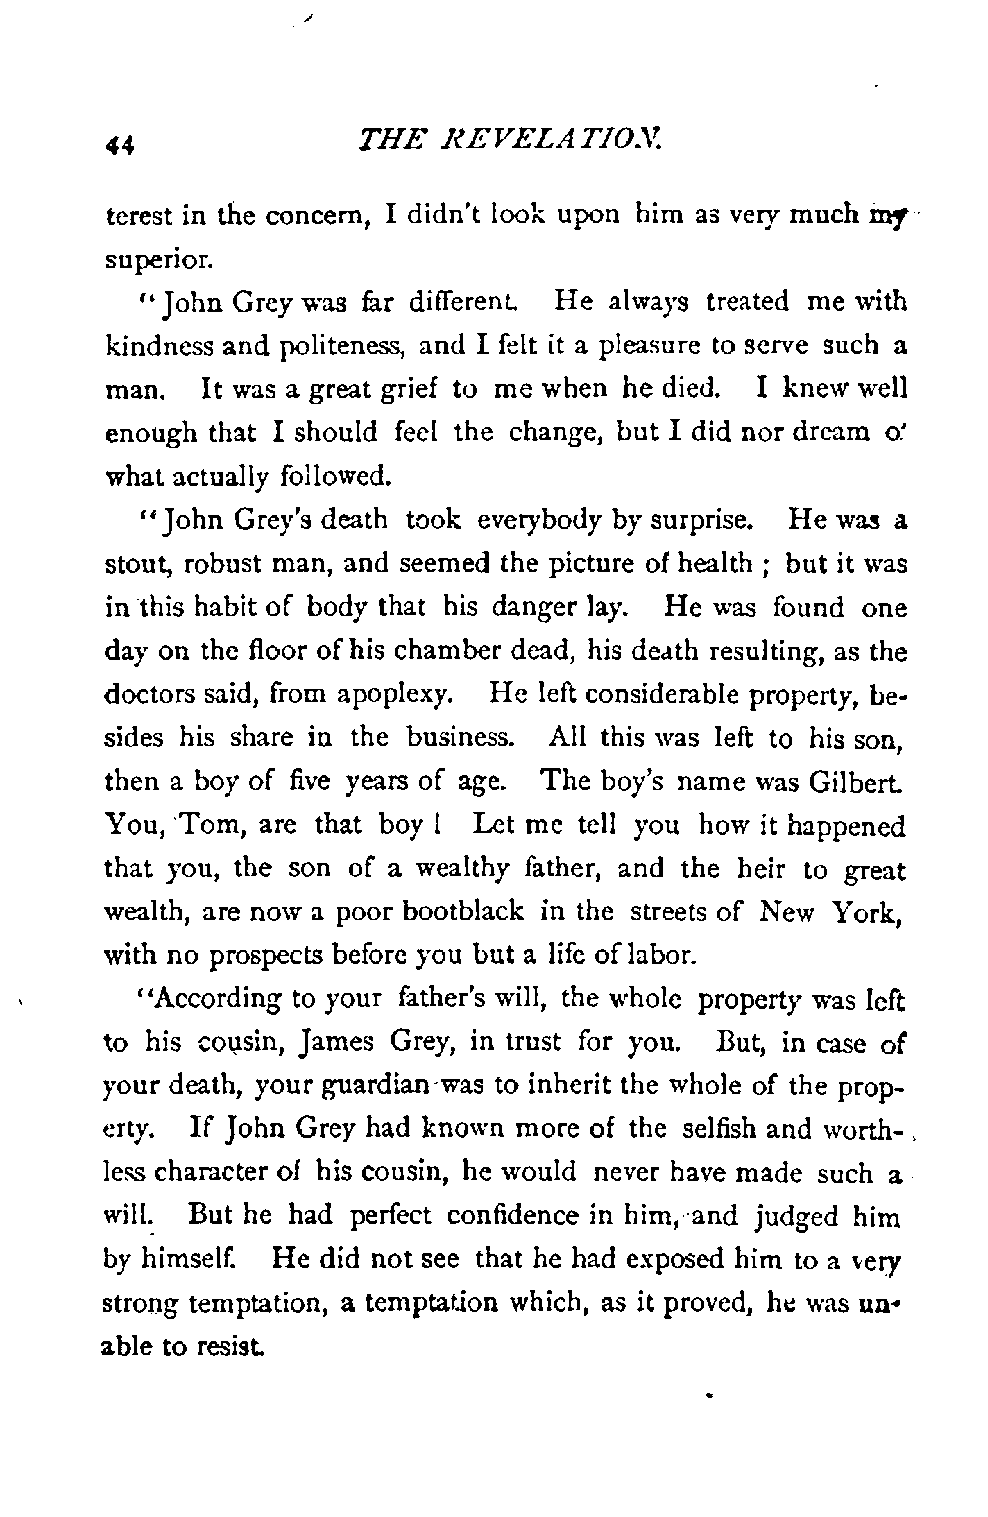 44 THE REVELATION.
terest in the concern, I didn't look upon him as very much my
superior.
"John Grey was far different. He always treated me with
kindness and politeness, and I felt it a pleasure to serve such a
man. It was a great grief to me when he died. I knew well
enough that I should feel the change, but I did nor dream of
what actually followed.
"John Grey's death took everybody by surprise. He was a
stout, robust man, and seemed the picture of health ; but it was
in this habit of body that his danger lay. He was found one
day on the floor of his chamber dead, his death resulting, as the
doctors said, from apoplexy. He left considerable property, be-
sides his share in the business. All this was left to his son,
then a boy of five years of age. The boy's name was Gilbert.
You, Tom, are that boy ! Let me tell you how it happened
that you, the son of a wealthy father, and the heir to great
wealth, are now a poor bootblack in the streets of New York,
with no prospects before you but a life of labor.
"According to your father's will, the whole property was left
to his cousin, James Grey, in trust for you. But, in case of
your death, your guardian was to inherit the whole of the prop-
erty. If John Grey had known more of the selfish and worth-
less character of his cousin, he would never have made such a
will. But he had perfect confidence in him, and judged him
by himself. He did not see that he had exposed him to a very
strong temptation, a temptation which, as it proved, he was un-
able to resist.